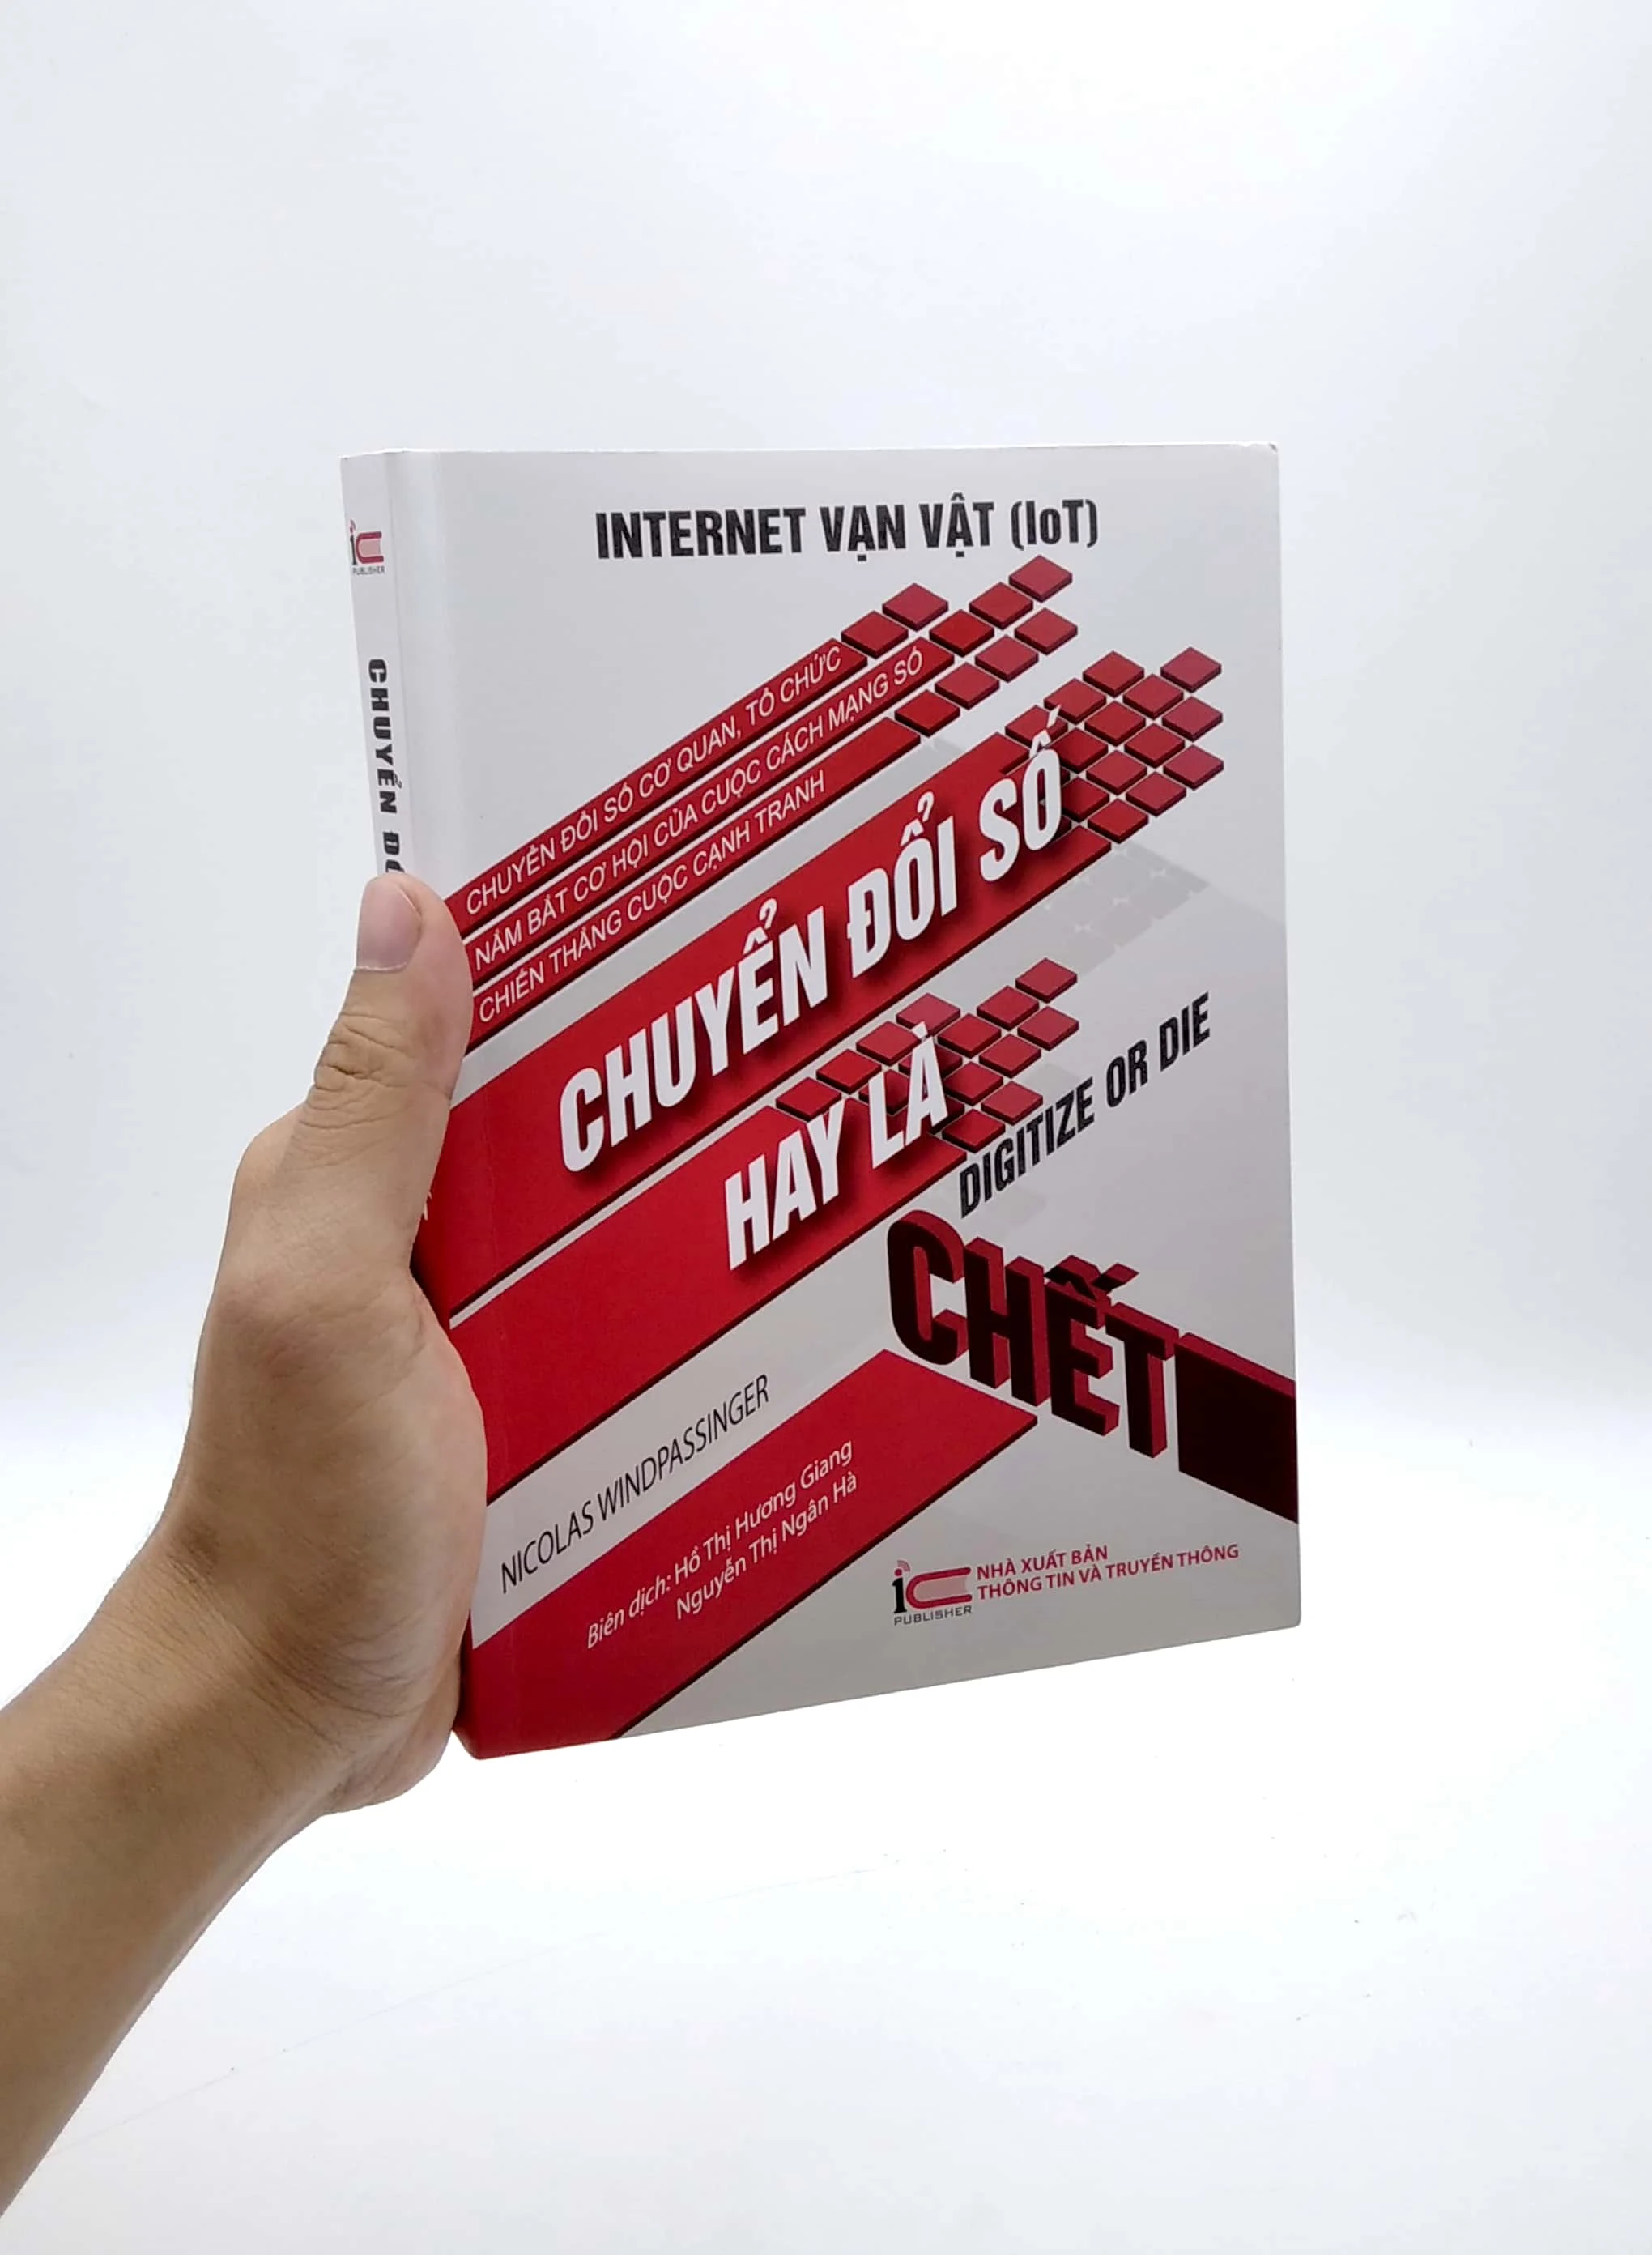 INTERNET VẠN VẬT (IoT)
CHUYỂN ĐỔI SỐ CƠ QUAN, TỔ CHỨC
NẮM BẮT CƠ HỘI CỦA CUỘC CÁCH MẠNG SỐ
CHIẾN THẮNG CUỘC CẠNH TRANH
CHUYỂN ĐỔI SỐ
HAY LÀ
DIGITIZE OR DIE
CHẾT
NICOLAS WINDPASSINGER
Biên dịch: Hồ Thị Hương Giang
Nguyễn Thị Ngân Hà
ic
PUBLISHER
NHÀ XUẤT BẢN
THÔNG TIN VÀ TRUYỀN THÔNG
ic
PUBLISHER
CHUYỂN